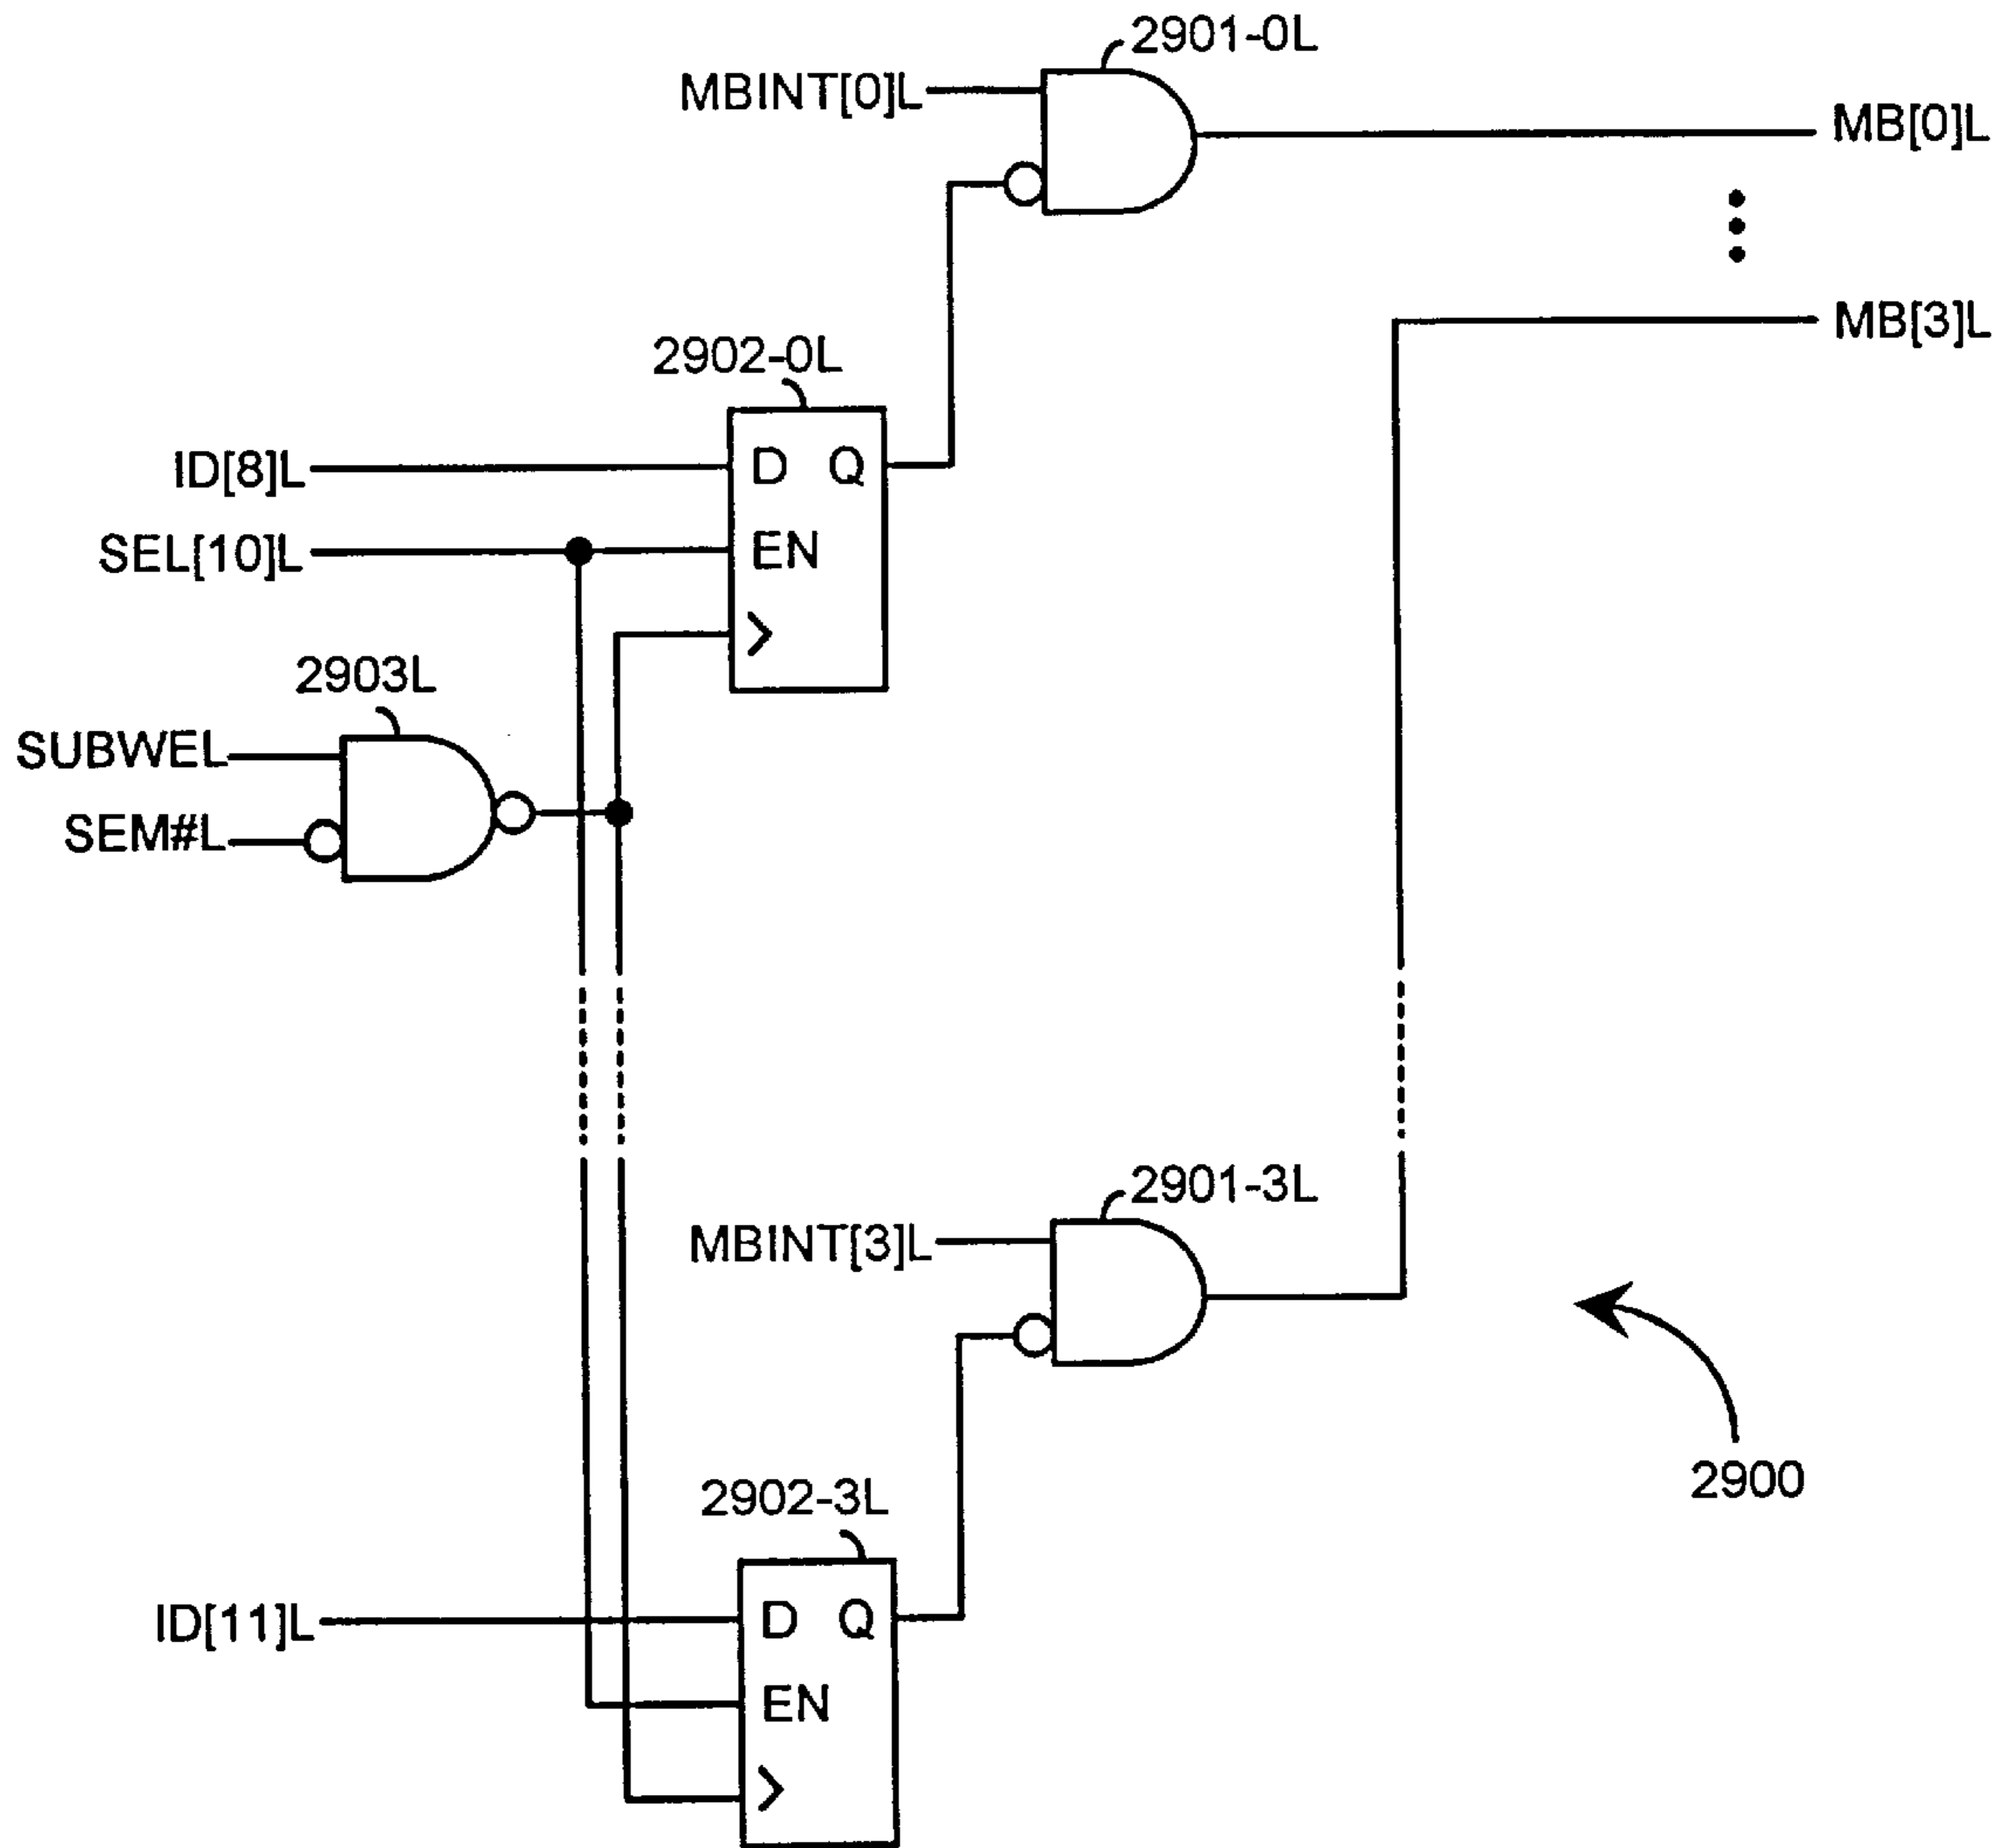 2901-0L
MBINT[0]L
MB[0]L
MB[3]L
2902-0L
ID[8]L
D Q
SEL[10]L
EN
2903L
SUBWEL
SEM#L
2901-3L
MBINT[3]L
2900
2902-3L
ID[11]L
D Q
EN